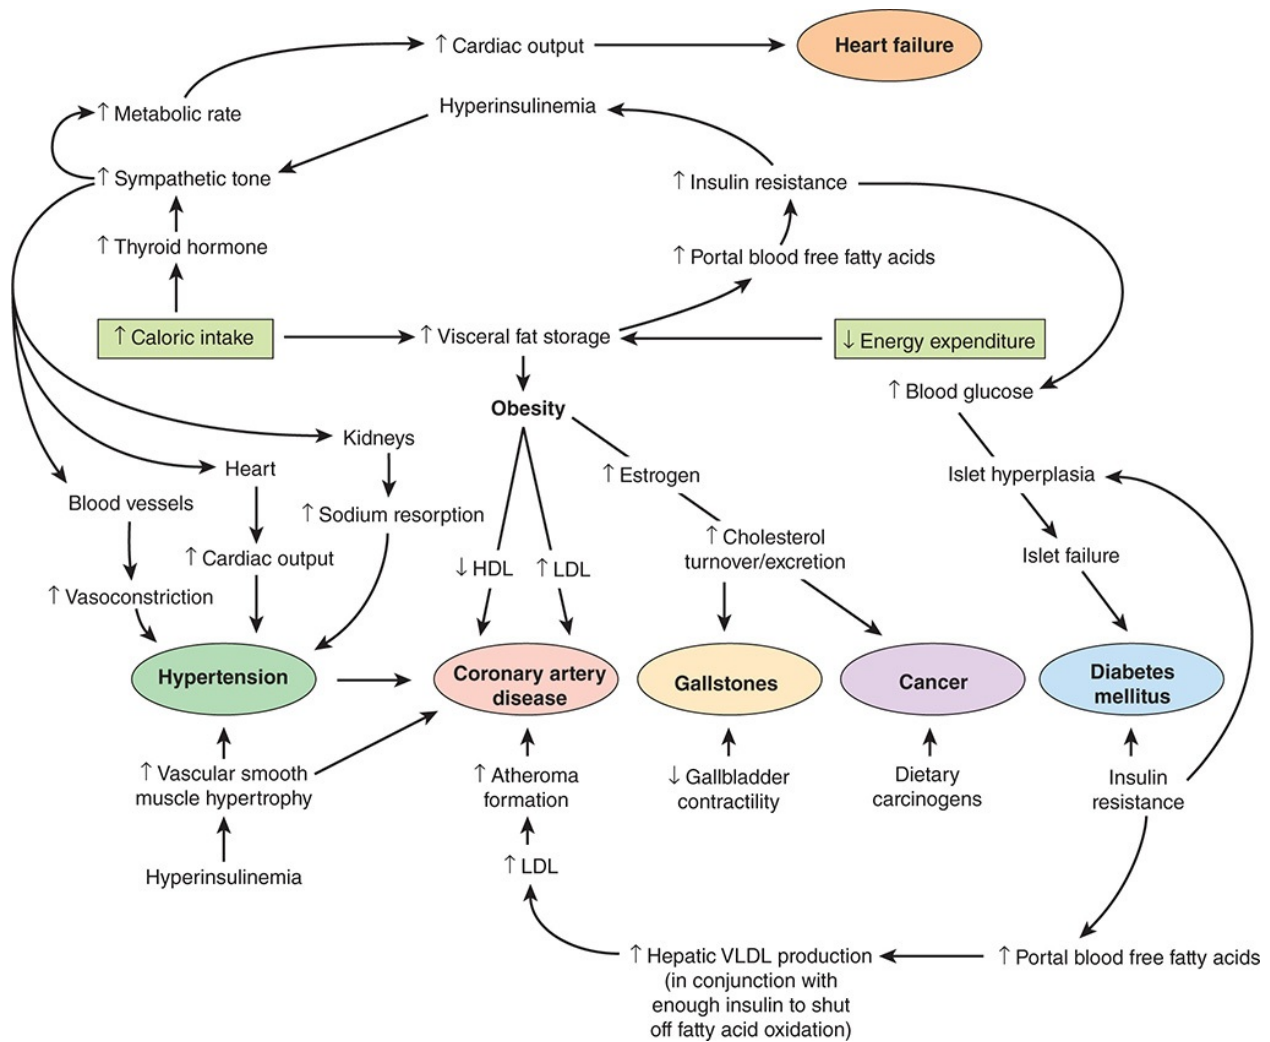 ↑ Cardiac output
Heart failure
↑ Metabolic rate
Hyperinsulinemia
↑ Sympathetic tone
↑ Insulin resistance
↑ Thyroid hormone
↑ Portal blood free fatty acids
↑ Caloric intake
↑ Visceral fat storage
↓ Energy expenditure
↑ Blood glucose
Obesity
Kidneys
Heart
↑ Estrogen
Islet hyperplasia
Blood vessels
↑ Sodium resorption
↑ Cholesterol
turnover/excretion
↑ Cardiac output
Islet failure
↓ HDL
↑ LDL
↑ Vasoconstriction
Hypertension
Coronary artery
disease
Gallstones
Cancer
Diabetes
mellitus
↑ Vascular smooth
muscle hypertrophy
↑ Atheroma
formation
↓ Gallbladder
contractility
Dietary
carcinogens
Insulin
resistance
Hyperinsulinemia
↑ LDL
↑ Hepatic VLDL production
(in conjunction with
enough insulin to shut
off fatty acid oxidation)
↑ Portal blood free fatty acids